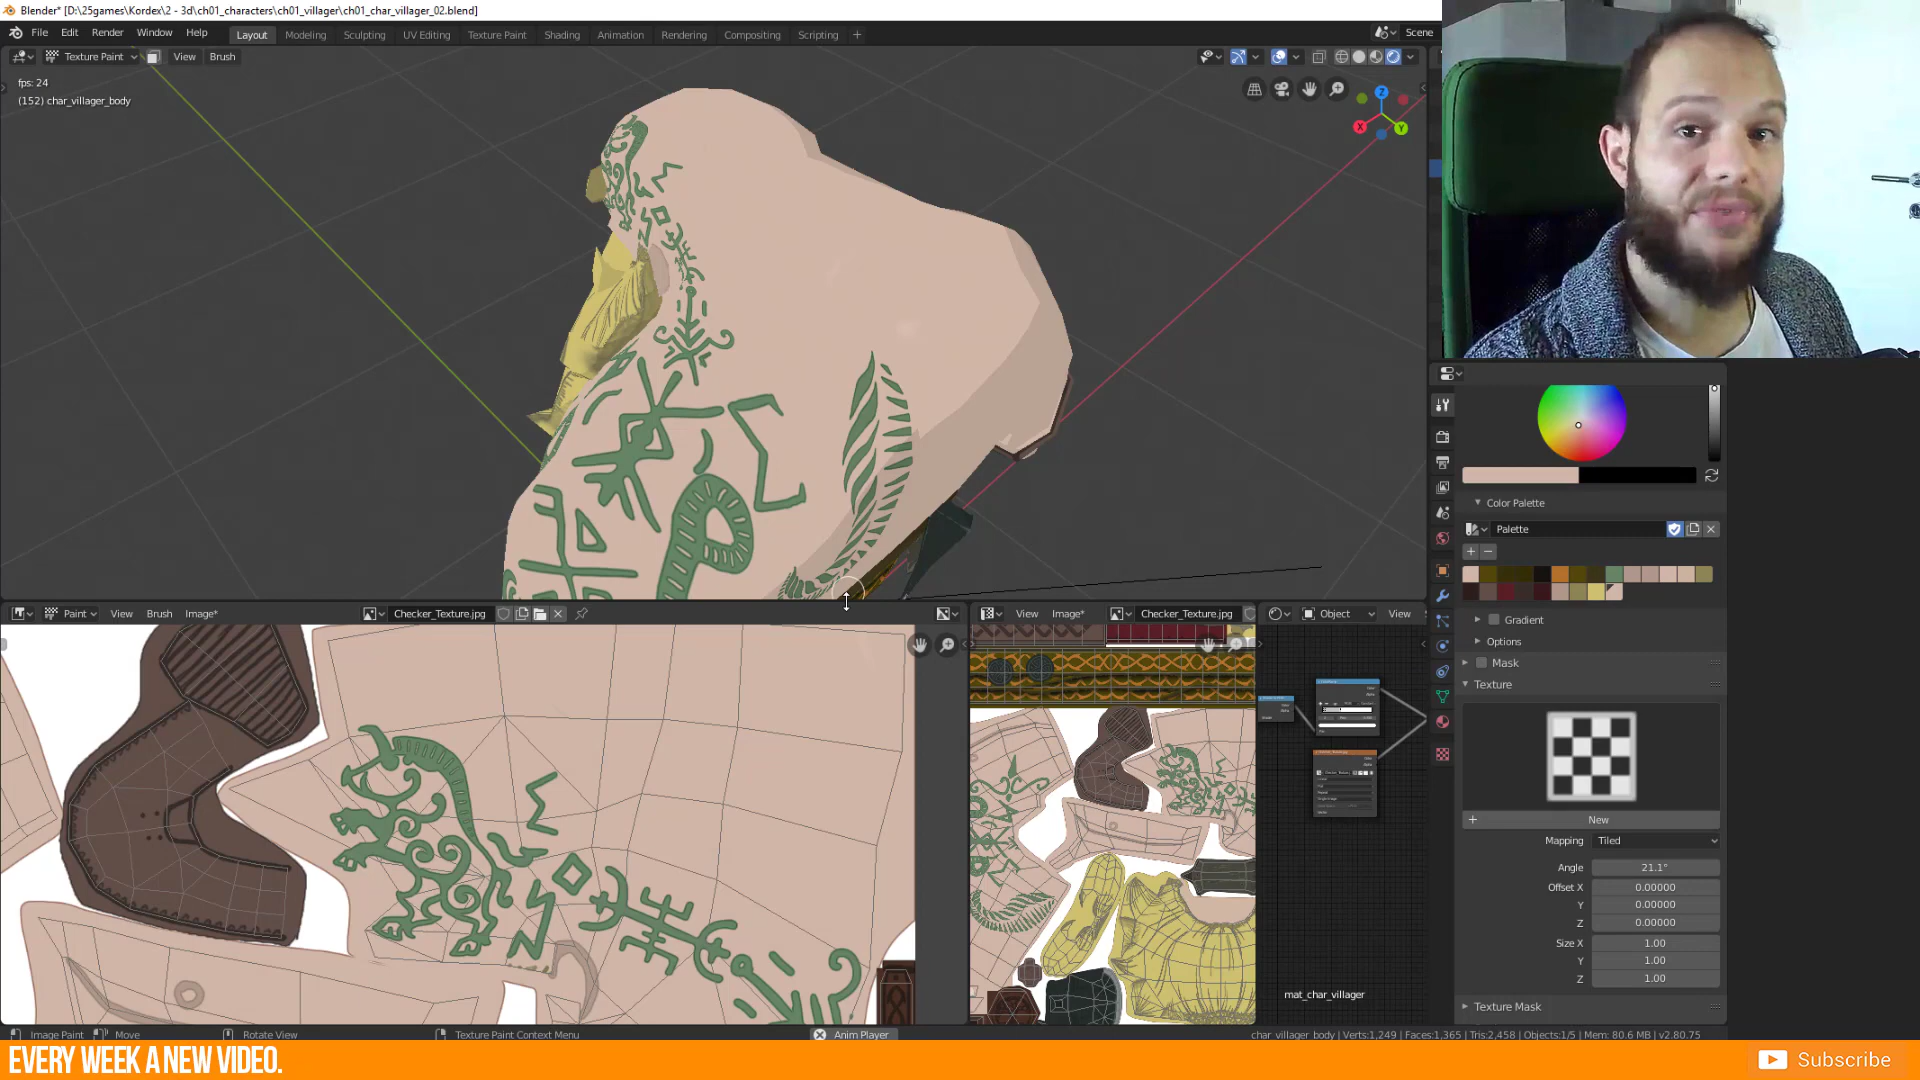 Blender* [D:\25games\Kordex\2 - 3d\ch01_characters\ch01_villager\ch01_char_villager_02.blend]
File Edit Render Window Help Layout Modeling Sculpting UV Editing Texture Paint Shading Animation Rendering Compositing Scripting + Scene
Texture Paint View Brush
fps: 24
(152) char_villager_body
Z
X
Y
Color Palette
Palette
Gradient
Options
Mask
Texture
New
Mapping Tiled
Angle 21.1°
Offset X 0.00000
Y 0.00000
Z 0.00000
Size X 1.00
Y 1.00
Z 1.00
Texture Mask
Paint View Brush Image* Checker_Texture.jpg
View Image* Checker_Texture.jpg
Object View
mat_char_villager
Image Paint Move Rotate View Texture Paint Context Menu Anim Player char_villager_body | Verts:1,249 | Faces:1,365 | Tris:2,458 | Objects:1/5 | Mem: 80.6 MB | v2.80.75
EVERY WEEK A NEW VIDEO.
Subscribe